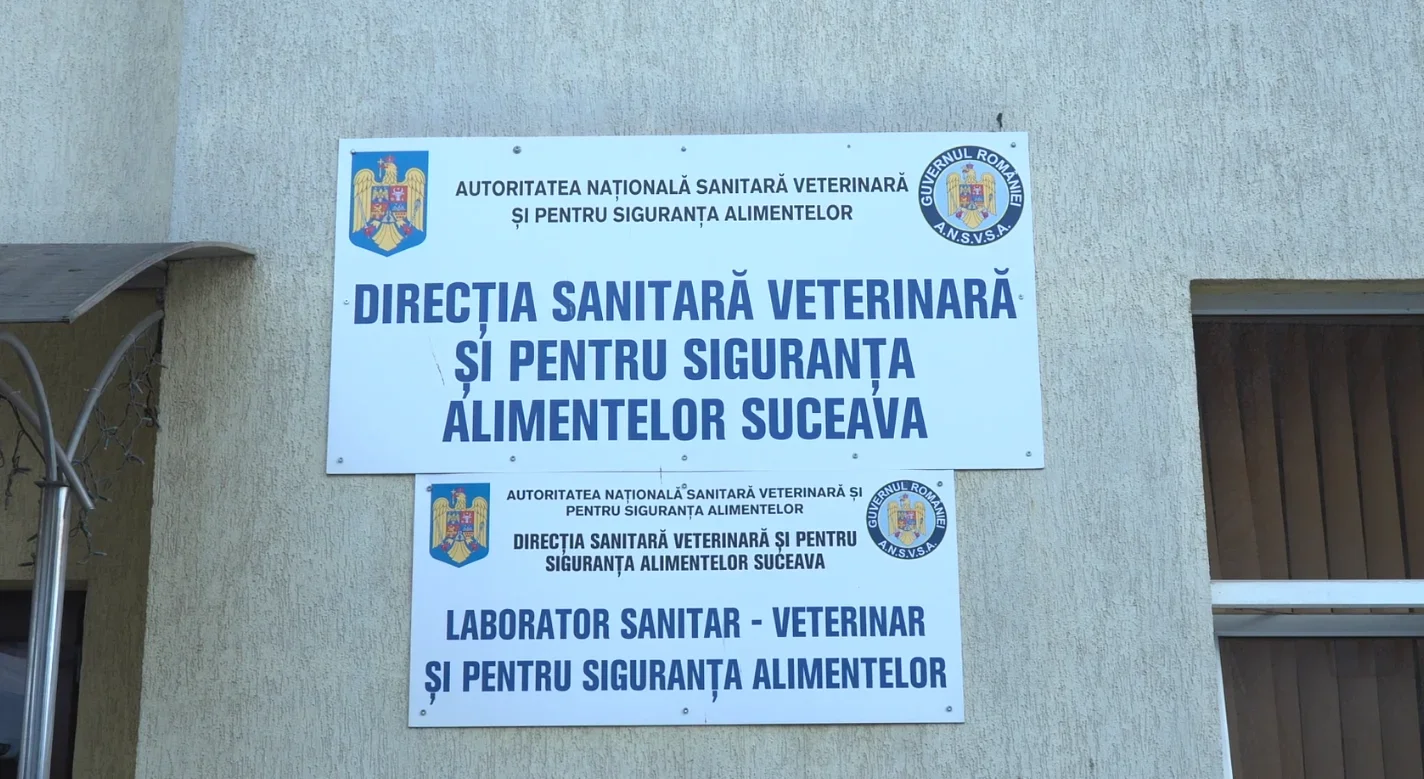 AUTORITATEA NAȚIONALĂ SANITARĂ VETERINARĂ
ȘI PENTRU SIGURANȚA ALIMENTELOR
GUVERNUL ROMÂNIEI
A.N.S.V.S.A.
DIRECȚIA SANITARĂ VETERINARĂ
ȘI PENTRU SIGURANȚA
ALIMENTELOR SUCEAVA
AUTORITATEA NAȚIONALĂ SANITARĂ VETERINARĂ ȘI
PENTRU SIGURANȚA ALIMENTELOR
GUVERNUL ROMÂNIEI
A.N.S.V.S.A.
DIRECȚIA SANITARĂ VETERINARĂ ȘI PENTRU
SIGURANȚA ALIMENTELOR SUCEAVA
LABORATOR SANITAR - VETERINAR
ȘI PENTRU SIGURANȚA ALIMENTELOR